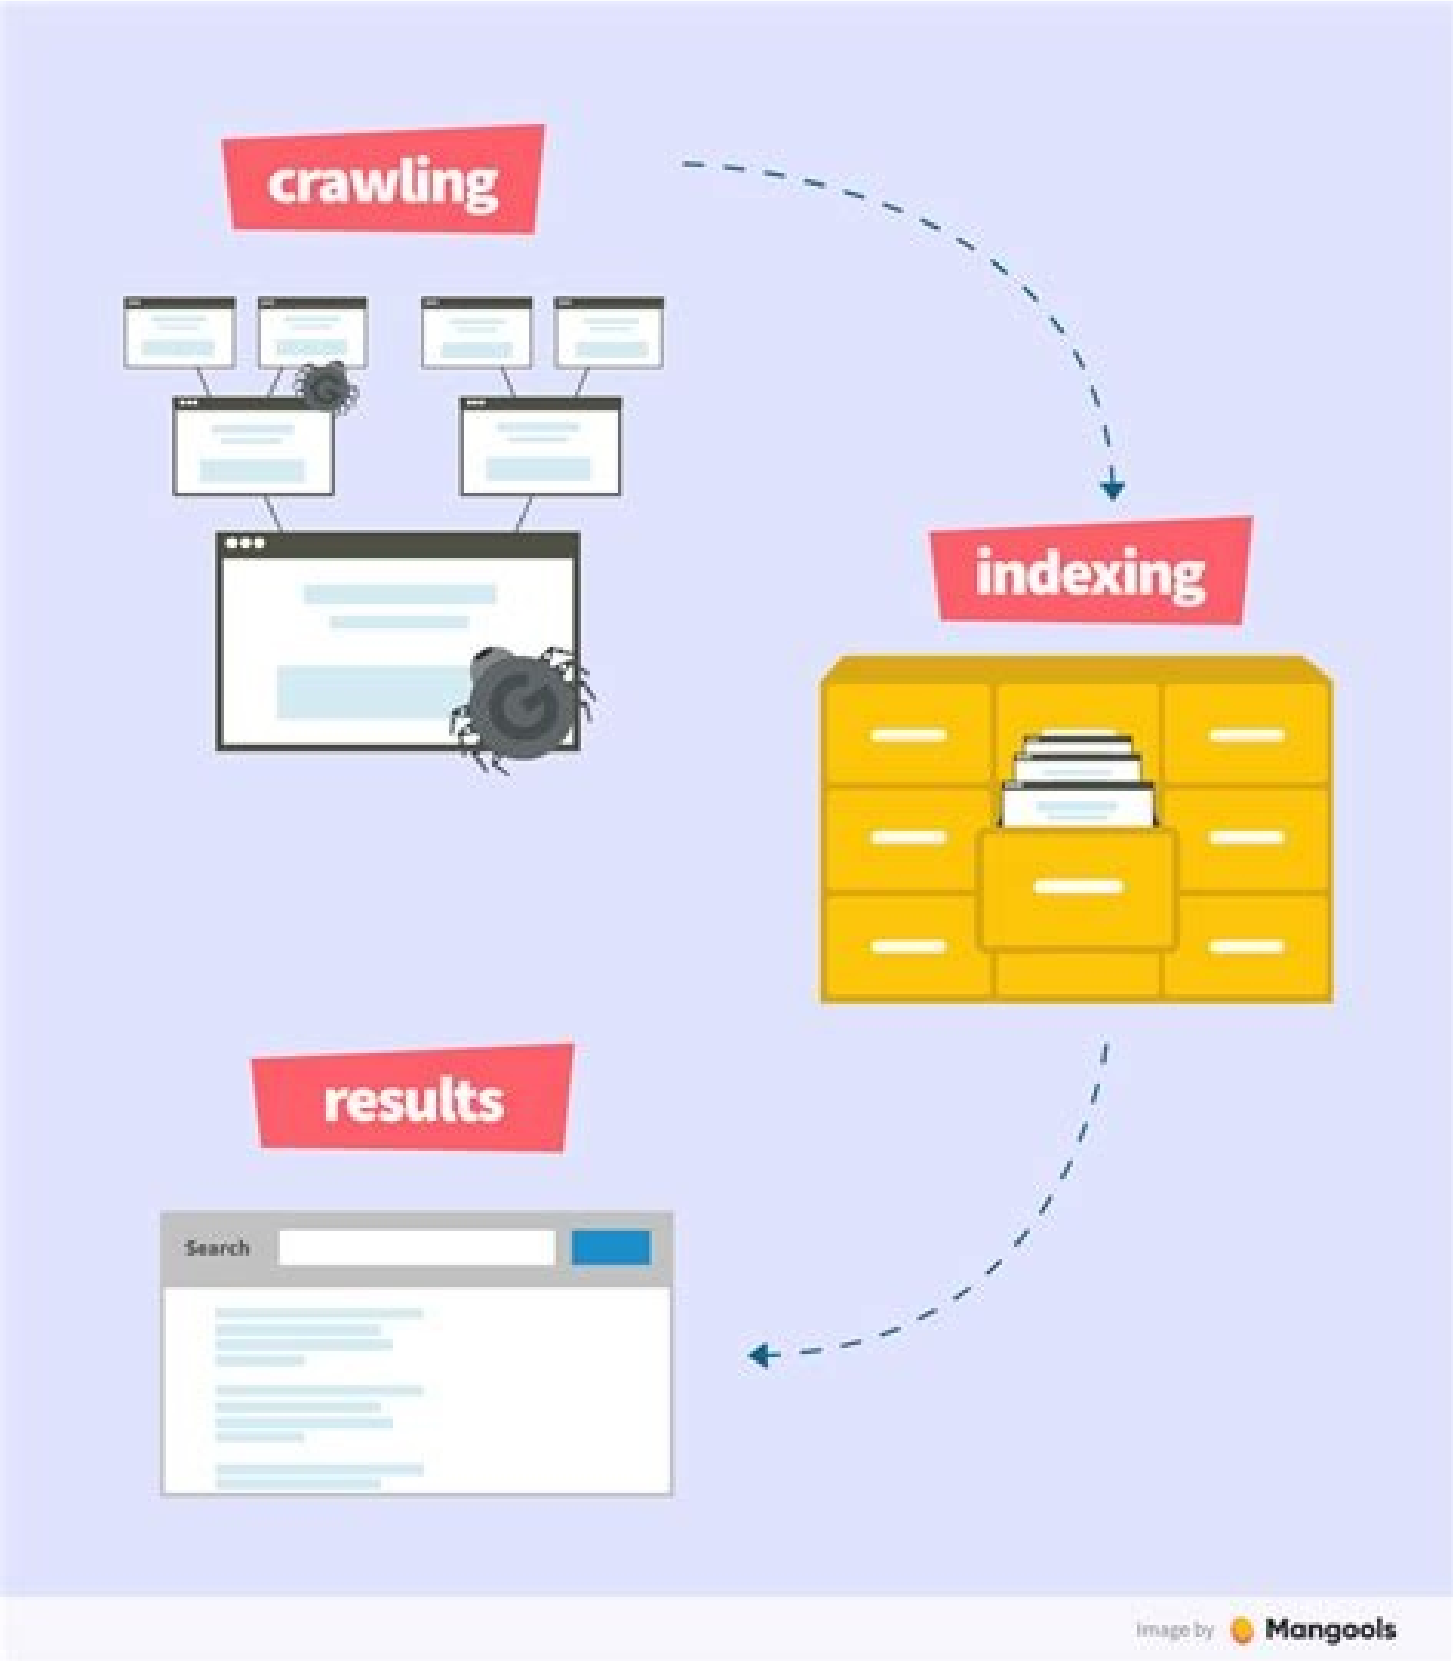 crawling
indexing
results
Search
Image by Mangools